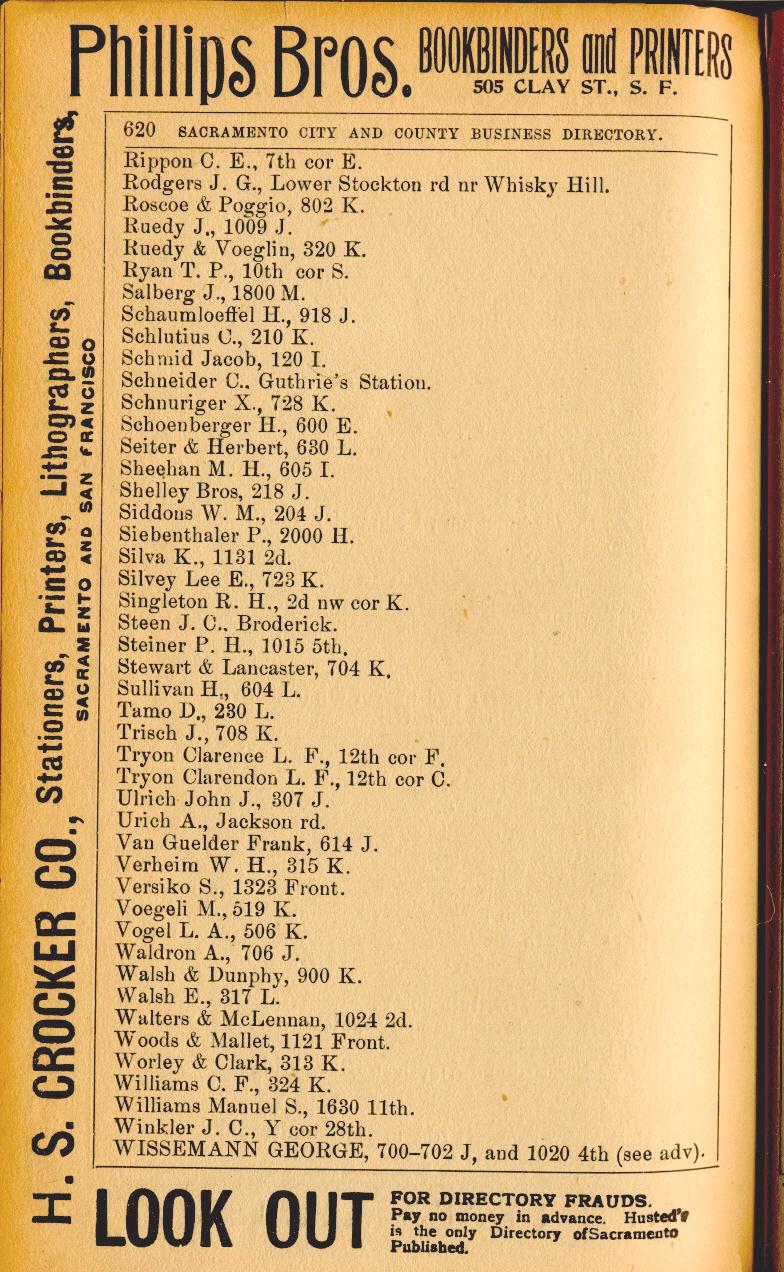 Phillips Bros. BOOKBINDERS and PRINTERS
505 CLAY ST., S. F.
H. S. CROCKER CO., Stationers, Printers, Lithographers, Bookbinders,
SACRAMENTO AND SAN FRANCISCO
620 SACRAMENTO CITY AND COUNTY BUSINESS DIRECTORY.
Rippon C. E., 7th cor E.
Rodgers J. G., Lower Stockton rd nr Whisky Hill.
Roscoe & Poggio, 802 K.
Ruedy J., 1009 J.
Ruedy & Voeglin, 320 K.
Ryan T. P., 10th cor S.
Salberg J., 1800 M.
Schaumloeffel H., 918 J.
Schlutius C., 210 K.
Schmid Jacob, 120 I.
Schneider C., Guthrie's Station.
Schnuriger X., 728 K.
Schoenberger H., 600 E.
Seiter & Herbert, 630 L.
Sheehan M. H., 605 I.
Shelley Bros, 218 J.
Siddons W. M., 204 J.
Siebenthaler P., 2000 H.
Silva K., 1131 2d.
Silvey Lee E., 723 K.
Singleton R. H., 2d nw cor K.
Steen J. C., Broderick.
Steiner P. H., 1015 5th.
Stewart & Lancaster, 704 K.
Sullivan H., 604 L.
Tamo D., 230 L.
Trisch J., 708 K.
Tryon Clarence L. F., 12th cor F.
Tryon Clarendon L. F., 12th cor C.
Ulrich John J., 307 J.
Urich A., Jackson rd.
Van Guelder Frank, 614 J.
Verheim W. H., 315 K.
Versiko S., 1323 Front.
Voegeli M., 519 K.
Vogel L. A., 506 K.
Waldron A., 706 J.
Walsh & Dunphy, 900 K.
Walsh E., 317 L.
Walters & McLennan, 1024 2d.
Woods & Mallet, 1121 Front.
Worley & Clark, 313 K.
Williams C. F., 324 K.
Williams Manuel S., 1630 11th.
Winkler J. C., Y cor 28th.
WISSEMANN GEORGE, 700–702 J, and 1020 4th (see adv).
LOOK OUT FOR DIRECTORY FRAUDS.
Pay no money in advance. Husted's
is the only Directory of Sacramento
Published.